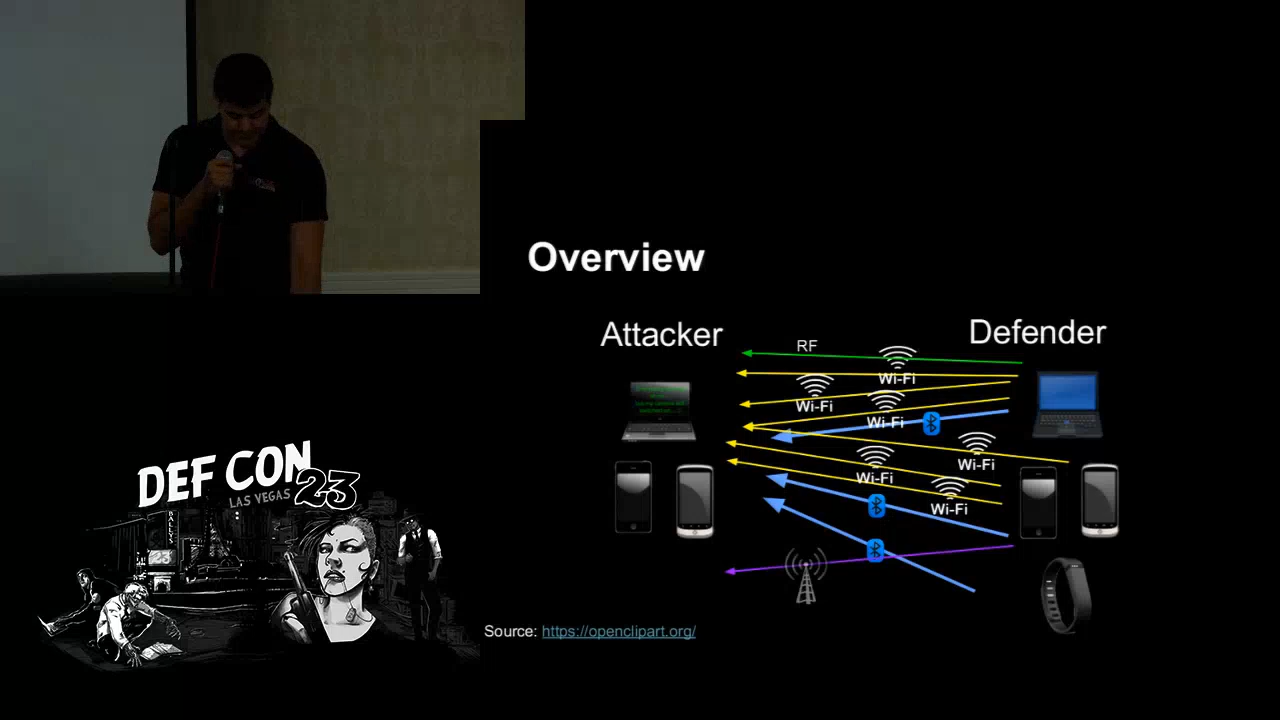 Overview
Attacker
Defender
RF
Wi-Fi
Wi-Fi
Wi-Fi
Wi-Fi
Wi-Fi
Wi-Fi
DEF CON 23
LAS VEGAS
BALLY'S
Source: https://openclipart.org/